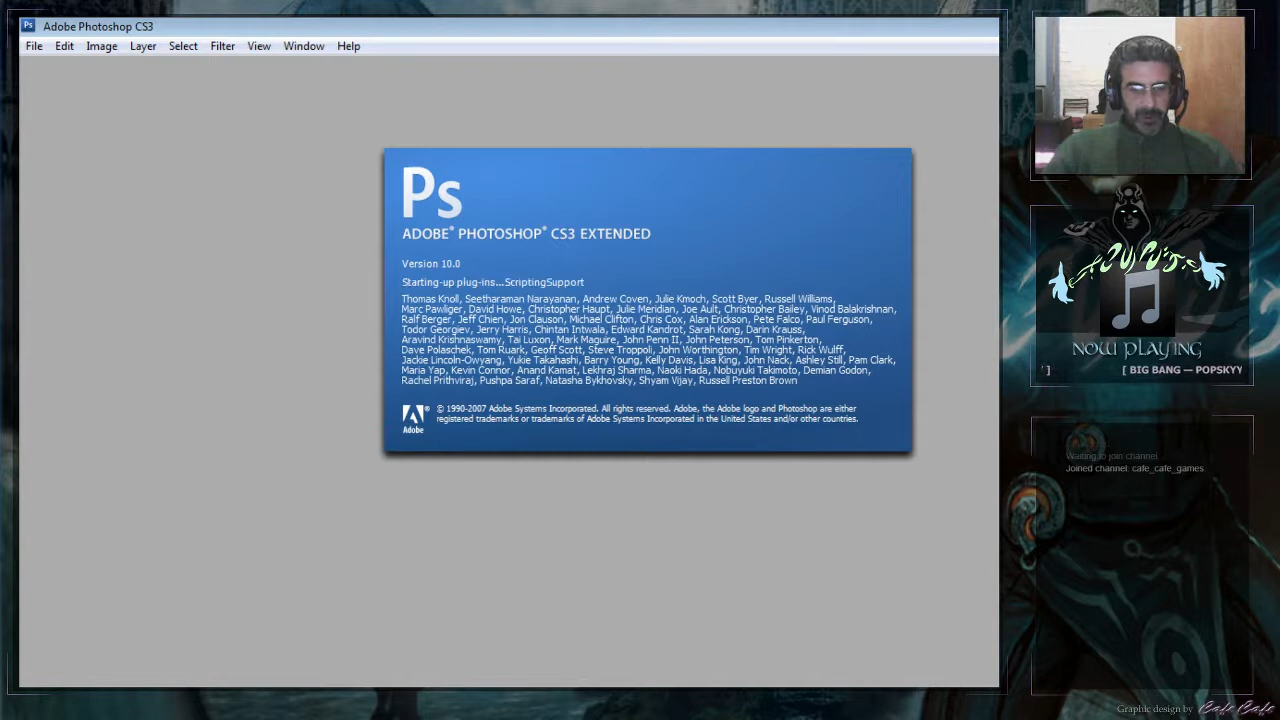 Ps Adobe Photoshop CS3
File Edit Image Layer Select Filter View Window Help
Ps
ADOBE® PHOTOSHOP® CS3 EXTENDED
Version 10.0
Starting-up plug-ins...ScriptingSupport
Thomas Knoll, Seetharaman Narayanan, Andrew Coven, Julie Kmoch, Scott Byer, Russell Williams,
Marc Pawliger, David Howe, Christopher Haupt, Julie Meridian, Joe Ault, Christopher Bailey, Vinod Balakrishnan,
Ralf Berger, Jeff Chien, Jon Clauson, Michael Clifton, Chris Cox, Alan Erickson, Pete Falco, Paul Ferguson,
Todor Georgiev, Jerry Harris, Chintan Intwala, Edward Kandrot, Sarah Kong, Darin Krauss,
Aravind Krishnaswamy, Tai Luxon, Mark Maguire, John Penn II, John Peterson, Tom Pinkerton,
Dave Polaschek, Tom Ruark, Geoff Scott, Steve Troppoli, John Worthington, Tim Wright, Rick Wulff,
Jackie Lincoln-Owyang, Yukie Takahashi, Barry Young, Kelly Davis, Lisa King, John Nack, Ashley Still, Pam Clark,
Maria Yap, Kevin Connor, Anand Kamat, Lekhraj Sharma, Naoki Hada, Nobuyuki Takimoto, Demian Godon,
Rachel Prithviraj, Pushpa Saraf, Natasha Bykhovsky, Shyam Vijay, Russell Preston Brown
Adobe
© 1990-2007 Adobe Systems Incorporated. All rights reserved. Adobe, the Adobe logo and Photoshop are either
registered trademarks or trademarks of Adobe Systems Incorporated in the United States and/or other countries.
NOW PLAYING
' ] [ BIG BANG — POPSKYY
Waiting to join channel
Joined channel: cafe_cafe_games
Graphic design by Cafe Cafe